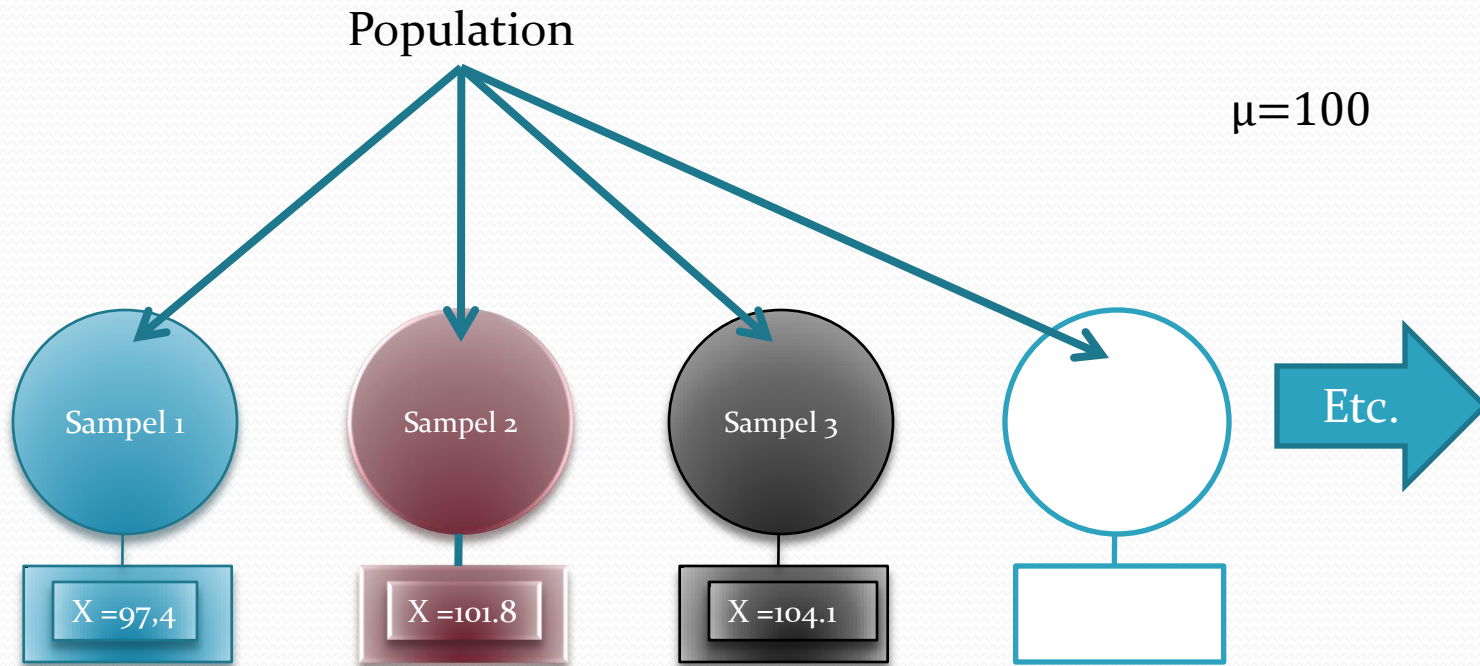 Population
μ=100
Sampel 1
Sampel 2
Sampel 3
Etc.
X =97,4
X =101.8
X =104.1